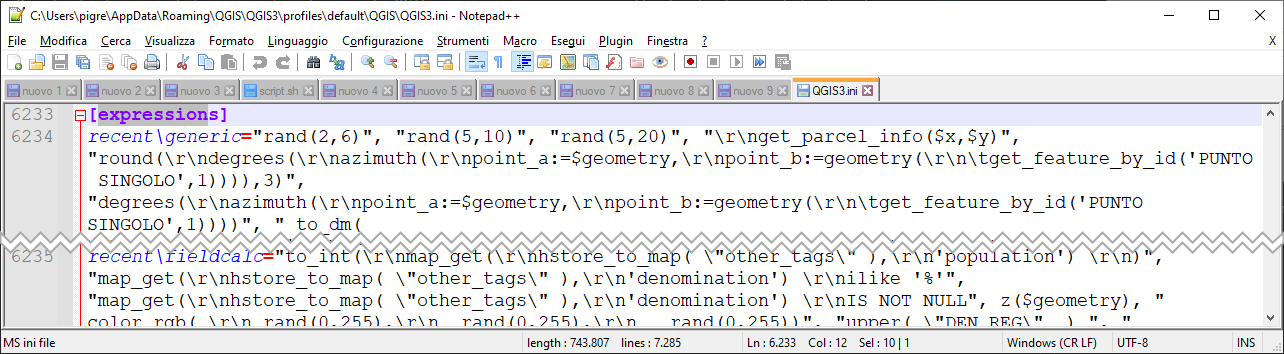 C:\Users\pigre\AppData\Roaming\QGIS\QGIS3\profiles\default\QGIS\QGIS3.ini - Notepad++
File Modifica Cerca Visualizza Formato Linguaggio Configurazione Strumenti Macro Esegui Plugin Finestra ? X
nuovo 1 nuovo 2 nuovo 3 script.sh nuovo 4 nuovo 5 nuovo 6 nuovo 7 nuovo 8 nuovo 9 QGIS3.ini
6233 [expressions]
6234 recent\generic="rand(2,6)", "rand(5,10)", "rand(5,20)", "\r\nget_parcel_info($x,$y)",
"round(\r\ndegrees(\r\nazimuth(\r\npoint_a:=$geometry,\r\npoint_b:=geometry(\r\n\tget_feature_by_id('PUNTO
SINGOLO',1)))),3)",
"degrees(\r\nazimuth(\r\npoint_a:=$geometry,\r\npoint_b:=geometry(\r\n\tget_feature_by_id('PUNTO
SINGOLO',1))))", " to_dm(
6235 recent\fieldcalc="to_int(\r\nmap_get(\r\nhstore_to_map( \"other_tags\" ),\r\n'population') \r\n)",
"map_get(\r\nhstore_to_map( \"other_tags\" ),\r\n'denomination') \r\nilike '%'",
"map_get(\r\nhstore_to_map( \"other_tags\" ),\r\n'denomination') \r\nIS NOT NULL", z($geometry), "
color_rgb( \r\n rand(0,255),\r\n  rand(0,255),\r\n   rand(0,255))", "upper( \"DEN_REG\"  ) ", "
MS ini file length : 743.807 lines : 7.285 Ln : 6.233 Col : 12 Sel : 10 | 1 Windows (CR LF) UTF-8 INS